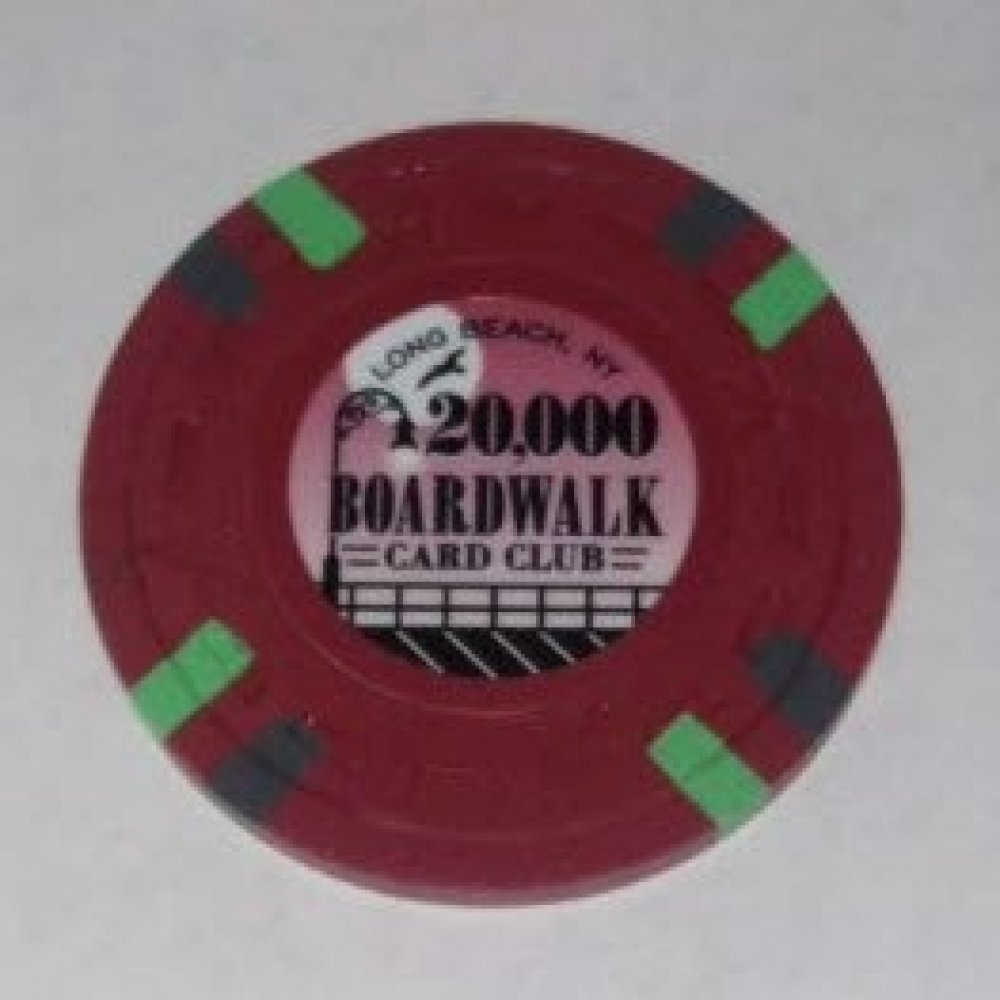 LONG BEACH, NY
20,000
BOARDWALK
CARD CLUB